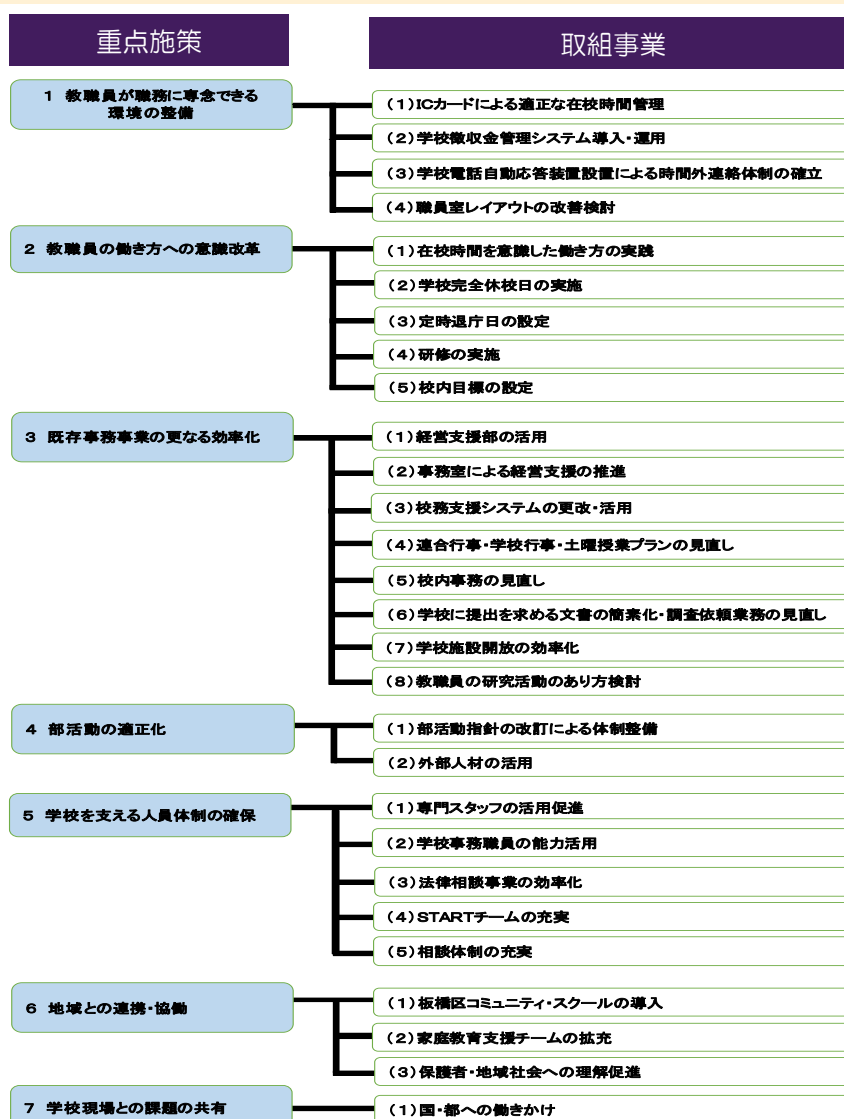 重点施策
取組事業
1 教職員が職務に専念できる
環境の整備
(1)ICカードによる適正な在校時間管理
(2)学校徴収金管理システム導入・運用
(3)学校電話自動応答装置設置による時間外連絡体制の確立
(4)職員室レイアウトの改善検討
2 教職員の働き方への意識改革
(1)在校時間を意識した働き方の実践
(2)学校完全休校日の実施
(3)定時退庁日の設定
(4)研修の実施
(5)校内目標の設定
3 既存事務事業の更なる効率化
(1)経営支援部の活用
(2)事務室による経営支援の推進
(3)校務支援システムの更改・活用
(4)連合行事・学校行事・土曜授業プランの見直し
(5)校内事務の見直し
(6)学校に提出を求める文書の簡素化・調査依頼業務の見直し
(7)学校施設開放の効率化
(8)教職員の研究活動のあり方検討
4 部活動の適正化
(1)部活動指針の改訂による体制整備
(2)外部人材の活用
5 学校を支える人員体制の確保
(1)専門スタッフの活用促進
(2)学校事務職員の能力活用
(3)法律相談事業の効率化
(4)STARTチームの充実
(5)相談体制の充実
6 地域との連携・協働
(1)板橋区コミュニティ・スクールの導入
(2)家庭教育支援チームの拡充
(3)保護者・地域社会への理解促進
7 学校現場との課題の共有
(1)国・都への働きかけ